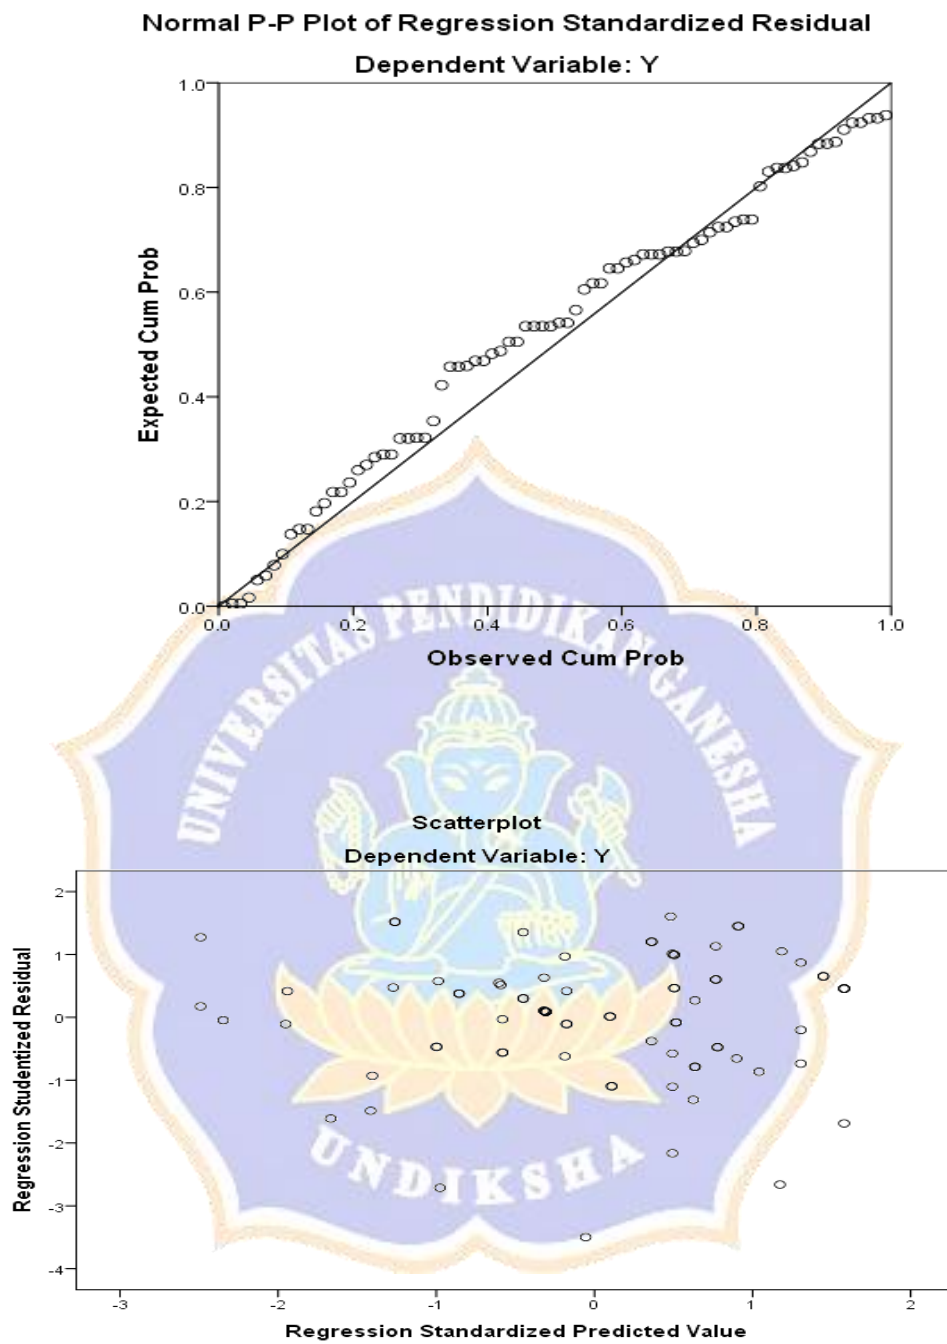 Normal P-P Plot of Regression Standardized Residual
Dependent Variable: Y
Expected Cum Prob
1.0
0.8
0.6
0.4
0.2
0.0
0.0 0.2 0.4 0.6 0.8 1.0
Observed Cum Prob
UNIVERSITAS PENDIDIKAN GANESHA
Scatterplot
Dependent Variable: Y
Regression Studentized Residual
2
1
0
-1
-2
-3
-4
UNDIKSHA
-3 -2 -1 0 1 2
Regression Standardized Predicted Value